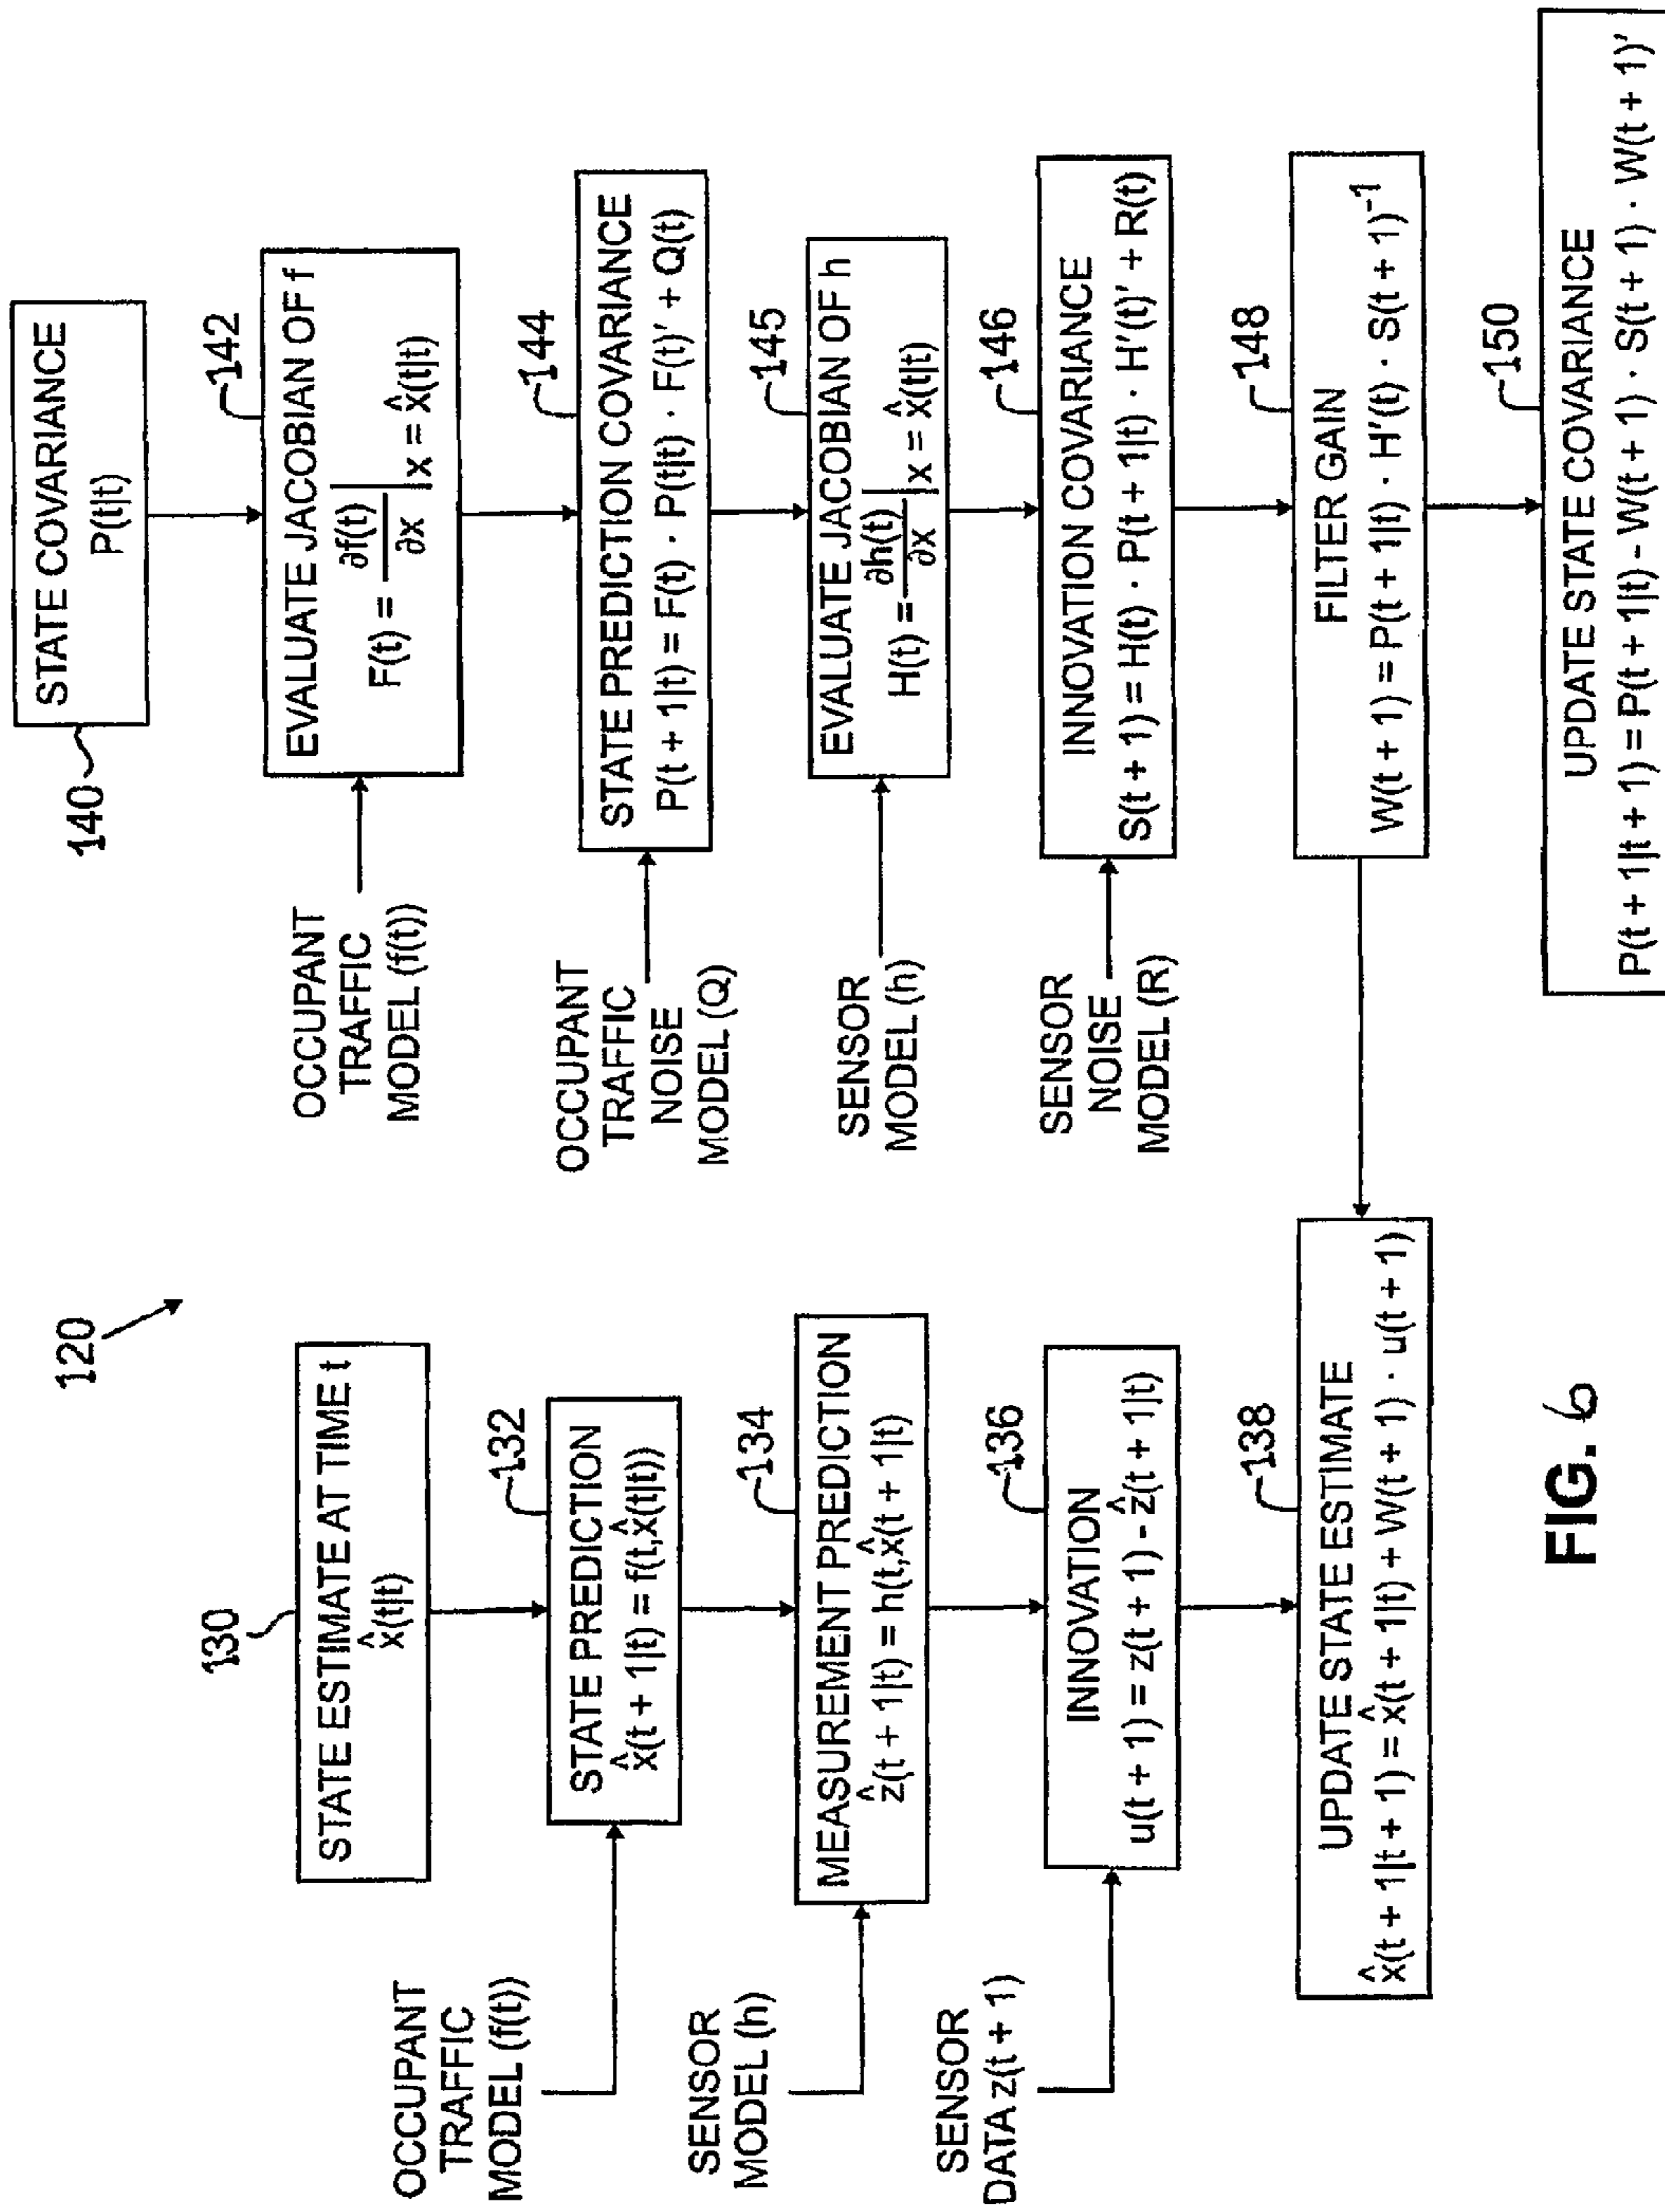 120
130
STATE ESTIMATE AT TIME t
x̂(t|t)
OCCUPANT
TRAFFIC
MODEL (f(t))
132
STATE PREDICTION
x̂(t + 1|t) = f(t,x̂(t|t))
SENSOR
MODEL (h)
134
MEASUREMENT PREDICTION
ẑ(t + 1|t) = h(t,x̂(t + 1|t)
SENSOR
DATA z(t + 1)
136
INNOVATION
u(t + 1) = z(t + 1) - ẑ(t + 1|t)
138
UPDATE STATE ESTIMATE
x̂(t + 1|t + 1) = x̂(t + 1|t) + W(t + 1) · u(t + 1)
140
STATE COVARIANCE
P(t|t)
OCCUPANT
TRAFFIC
MODEL (f(t))
142
EVALUATE JACOBIAN OF f
F(t) = ∂f(t)/∂x |x = x̂(t|t)
OCCUPANT
TRAFFIC
NOISE
MODEL (Q)
144
STATE PREDICTION COVARIANCE
P(t + 1|t) = F(t) · P(t|t) · F(t)' + Q(t)
SENSOR
MODEL (h)
145
EVALUATE JACOBIAN OF h
H(t) = ∂h(t)/∂x |x = x̂(t|t)
SENSOR
NOISE
MODEL (R)
146
INNOVATION COVARIANCE
S(t + 1) = H(t) · P(t + 1|t) · H'(t)' + R(t)
148
FILTER GAIN
W(t + 1) = P(t + 1|t) · H'(t) · S(t + 1)⁻¹
150
UPDATE STATE COVARIANCE
P(t + 1|t + 1) = P(t + 1|t) - W(t + 1) · S(t + 1) · W(t + 1)'
FIG. 6